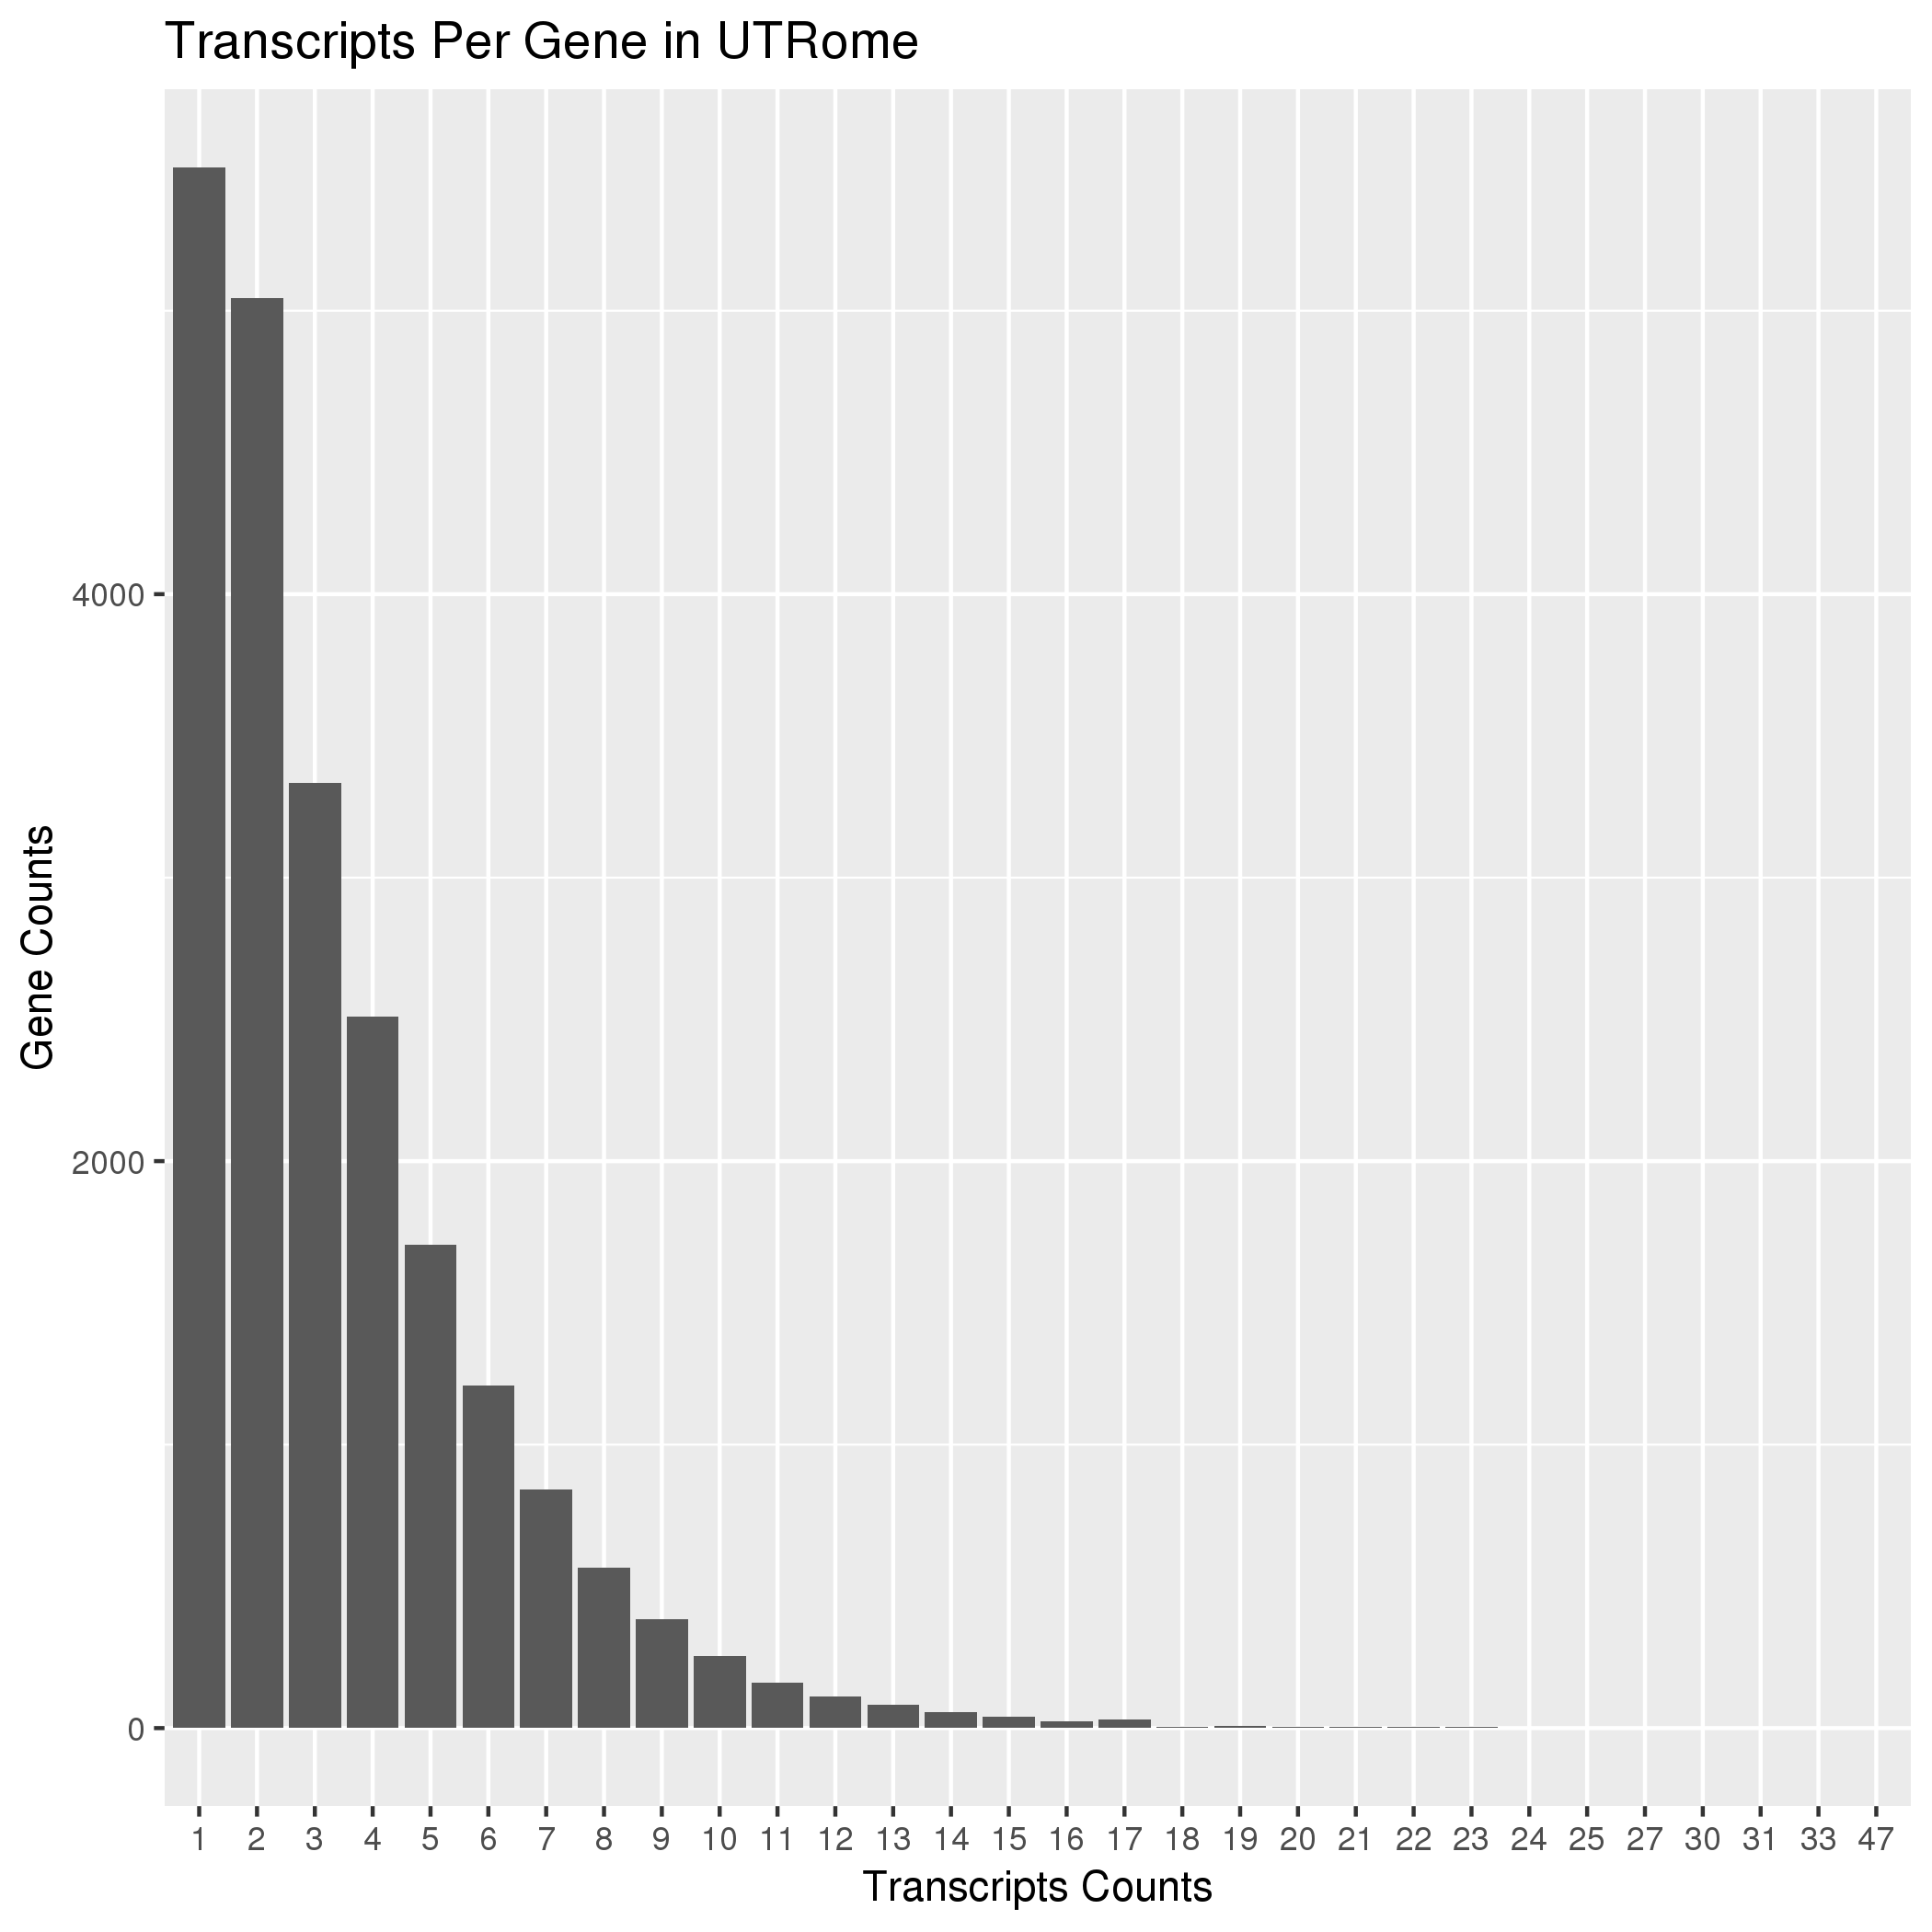 Transcripts Per Gene in UTRome
Gene Counts
4000
2000
0
1 2 3 4 5 6 7 8 9 10 11 12 13 14 15 16 17 18 19 20 21 22 23 24 25 27 30 31 33 47
Transcripts Counts